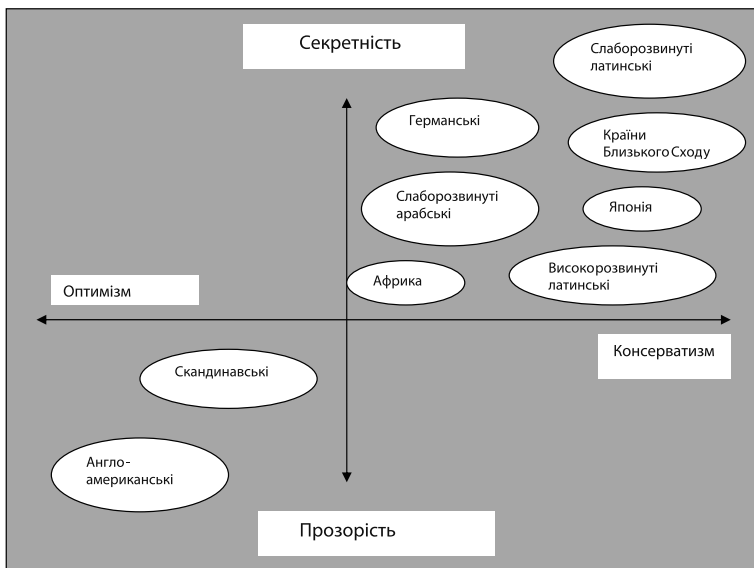 Секретність
Слаборозвинуті
латинські
Германські
Країни
Близького Сходу
Слаборозвинуті
арабські
Японія
Африка
Високорозвинуті
латинські
Оптимізм
Консерватизм
Скандинавські
Англо-
американські
Прозорість